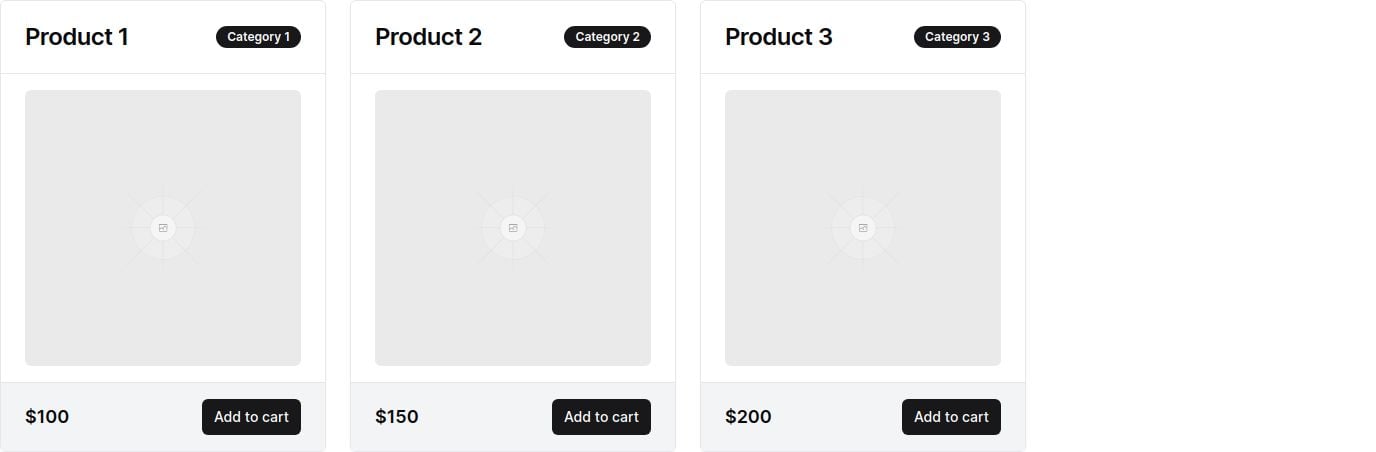 Product 1
Category 1
Product 2
Category 2
Product 3
Category 3
$100
Add to cart
$150
Add to cart
$200
Add to cart